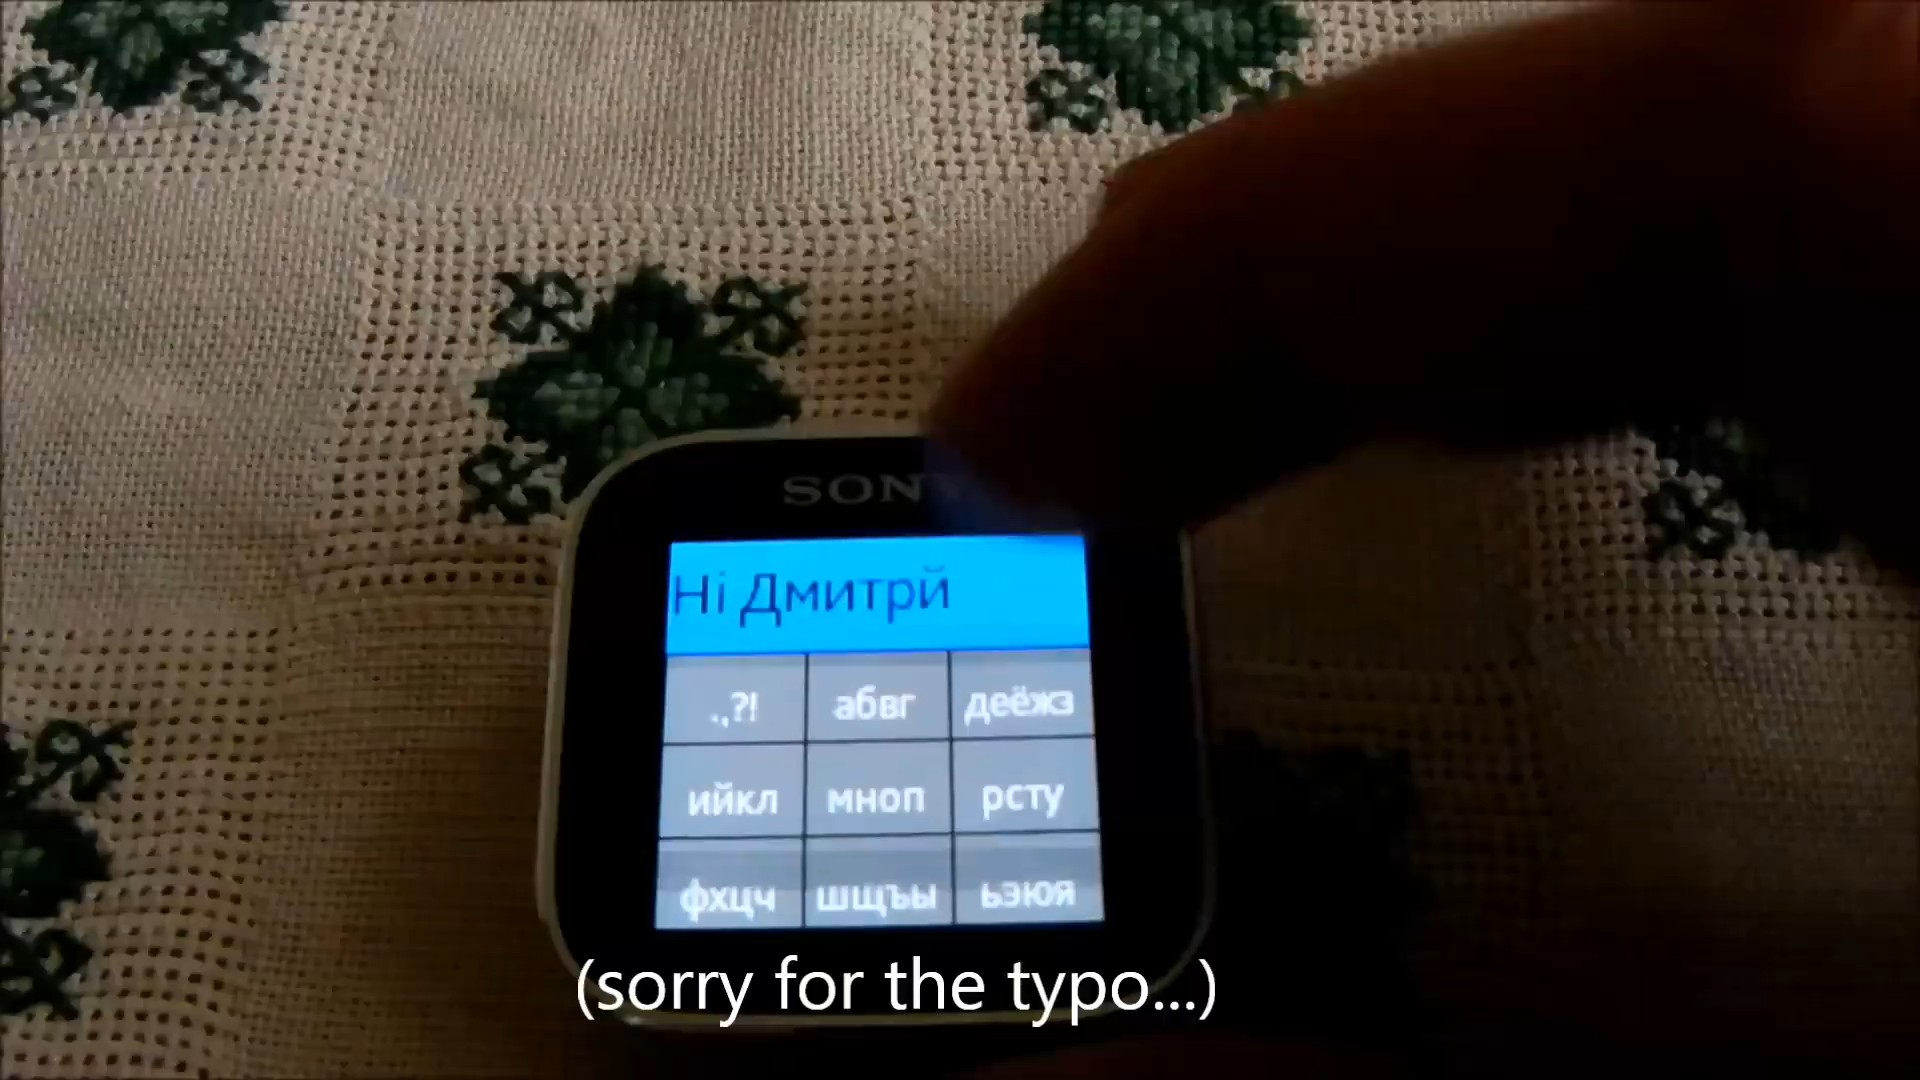 SONY
Hi Дмитрй
.,?!
абвг
деёжз
ийкл
мноп
рсту
фхцч
шщъы
ьэюя
(sorry for the typo...)